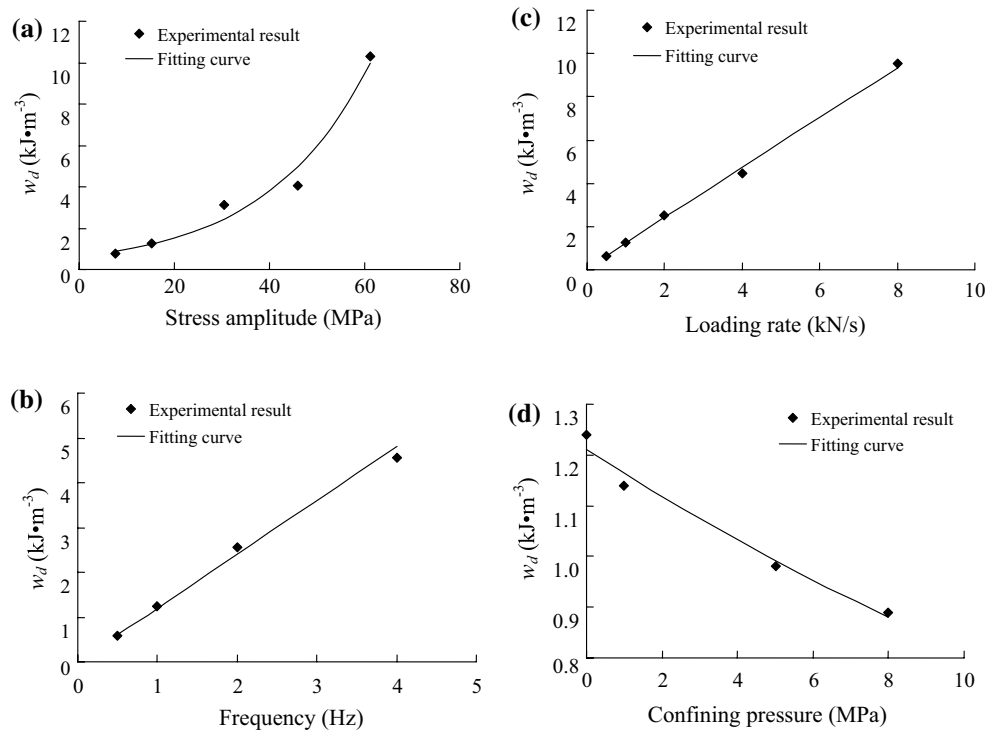 (a)
12
10
8
6
4
2
0
w_d (kJ•m⁻³)
Experimental result
Fitting curve
0 20 40 60 80
Stress amplitude (MPa)
(c)
12
10
8
6
4
2
0
w_d (kJ•m⁻³)
Experimental result
Fitting curve
0 2 4 6 8 10
Loading rate (kN/s)
(b)
6
5
4
3
2
1
0
w_d (kJ•m⁻³)
Experimental result
Fitting curve
0 1 2 3 4 5
Frequency (Hz)
(d)
1.3
1.2
1.1
1.0
0.9
0.8
w_d (kJ•m⁻³)
Experimental result
Fitting curve
0 2 4 6 8 10
Confining pressure (MPa)